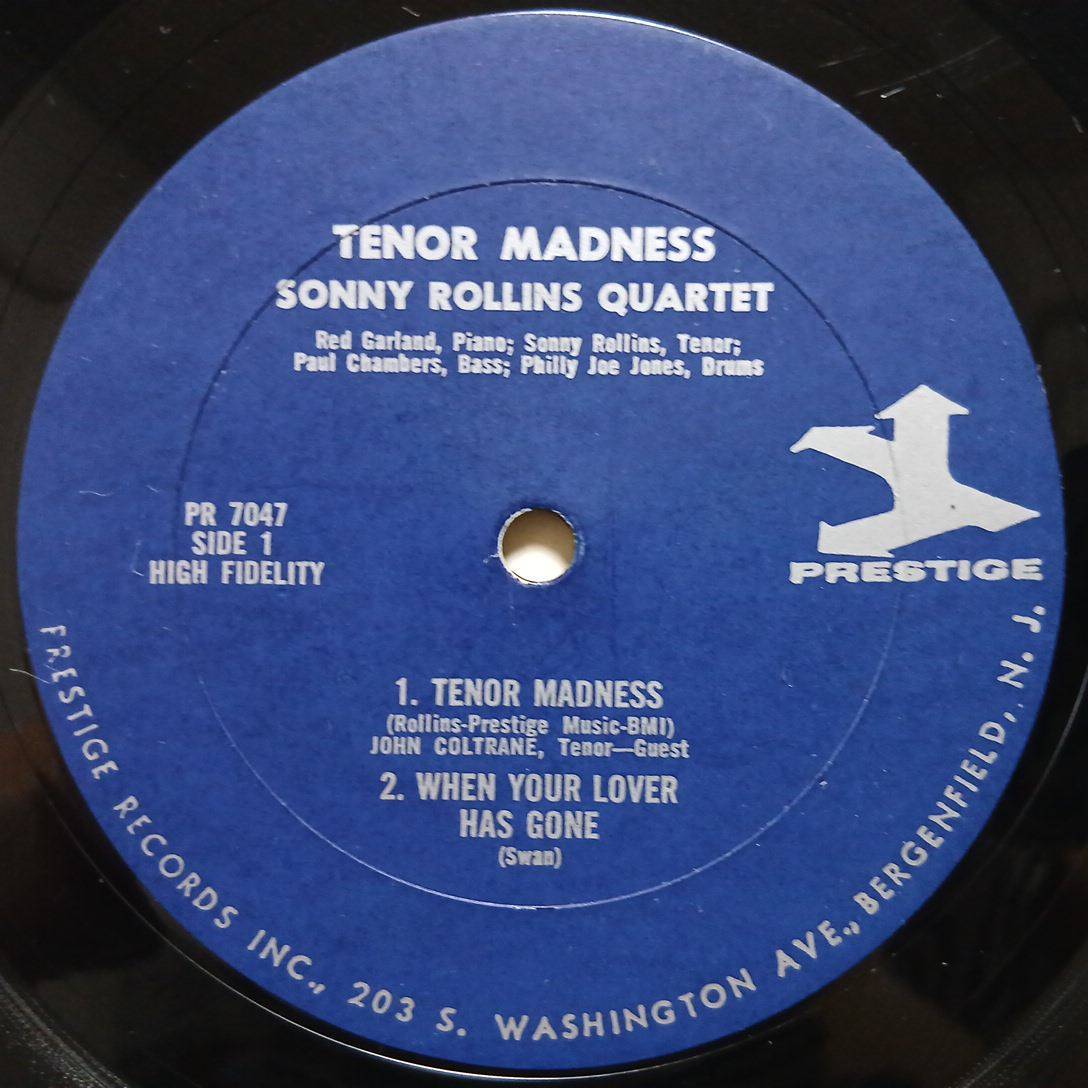 TENOR MADNESS
SONNY ROLLINS QUARTET
Red Garland, Piano; Sonny Rollins, Tenor;
Paul Chambers, Bass; Philly Joe Jones, Drums
PR 7047
SIDE 1
HIGH FIDELITY
PRESTIGE
1. TENOR MADNESS
(Rollins-Prestige Music-BMI)
JOHN COLTRANE, Tenor—Guest
2. WHEN YOUR LOVER
HAS GONE
(Swan)
PRESTIGE RECORDS INC., 203 S. WASHINGTON AVE., BERGENFIELD, N. J.